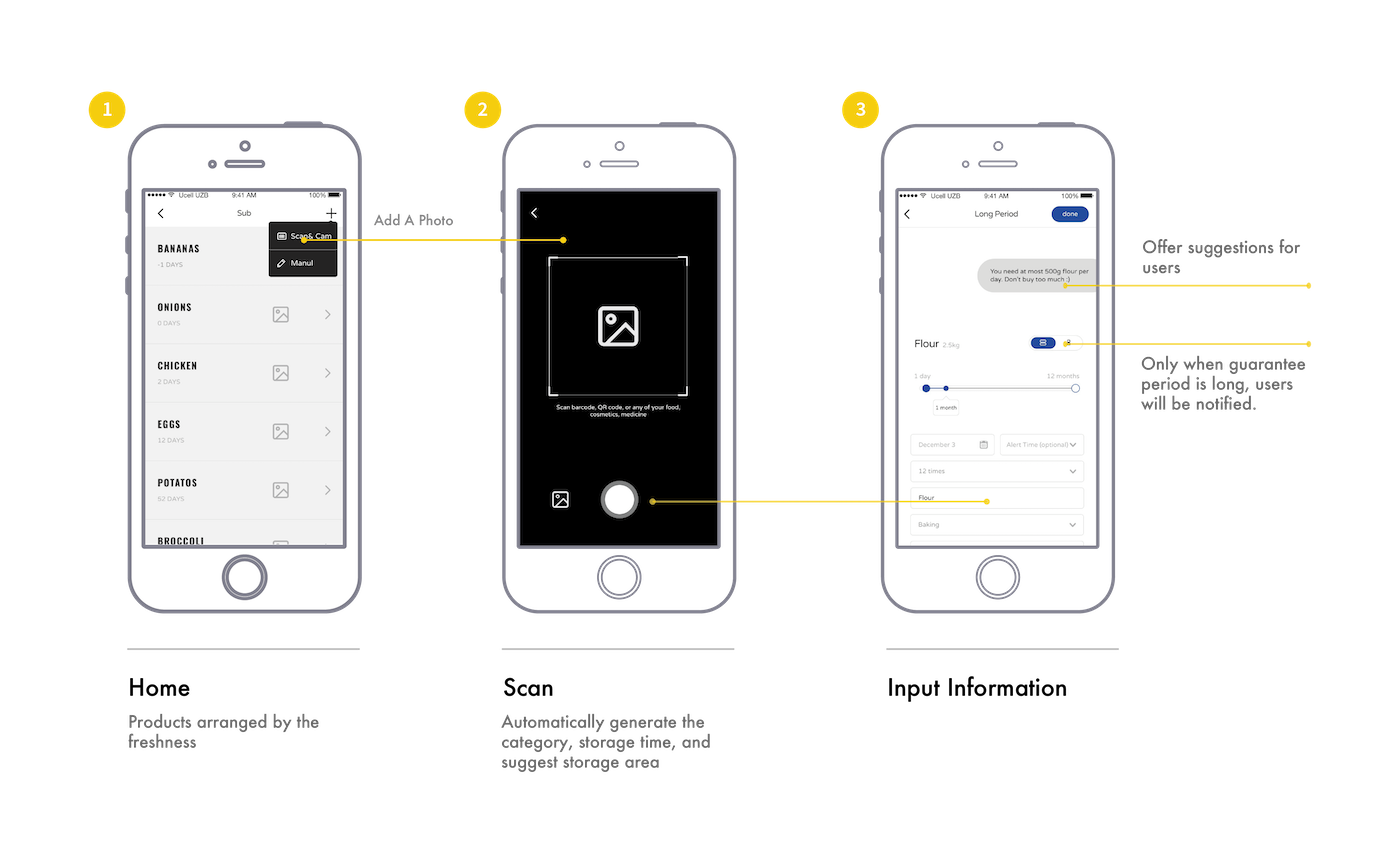 1
2
3
Ucell UZB 9:41 AM 100%
Sub
Scan& Cam
Manul
BANANAS
-1 DAYS
ONIONS
0 DAYS
CHICKEN
2 DAYS
EGGS
12 DAYS
POTATOS
52 DAYS
BROCCOLI
Add A Photo
Scan barcode, QR code, or any of your food,
cosmetics, medicine
Ucell UZB 9:41 AM 100%
Long Period
done
You need at most 500g flour per
day. Don't buy too much :)
Flour 2.5kg
1 day 12 months
1 month
December 3
Alert Time (optional)
12 times
Flour
Baking
Offer suggestions for
users
Only when guarantee
period is long, users
will be notified.
Home
Products arranged by the
freshness
Scan
Automatically generate the
category, storage time, and
suggest storage area
Input Information